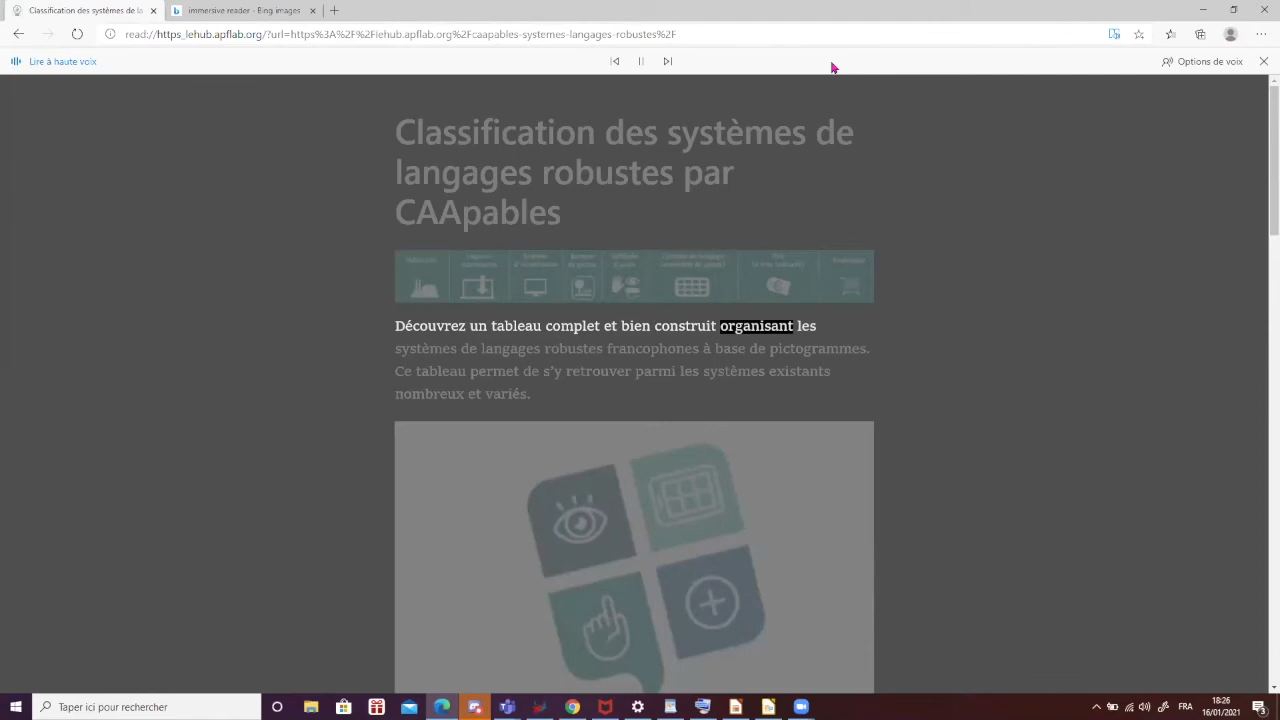 Classification des systèmes de la
immersive reader - Bing images
read://https_lehub.apflab.org/?url=https%3A%2F%2Flehub.apflab.org%2Fcaapables-systemes-langages-robustes%2F
Lire à haute voix
Options de voix
Classification des systèmes de
langages robustes par
CAApables
Découvrez un tableau complet et bien construit organisant les
systèmes de langages robustes francophones à base de pictogrammes.
Ce tableau permet de s'y retrouver parmi les systèmes existants
nombreux et variés.
Taper ici pour rechercher
FRA
18:26
16/01/2021